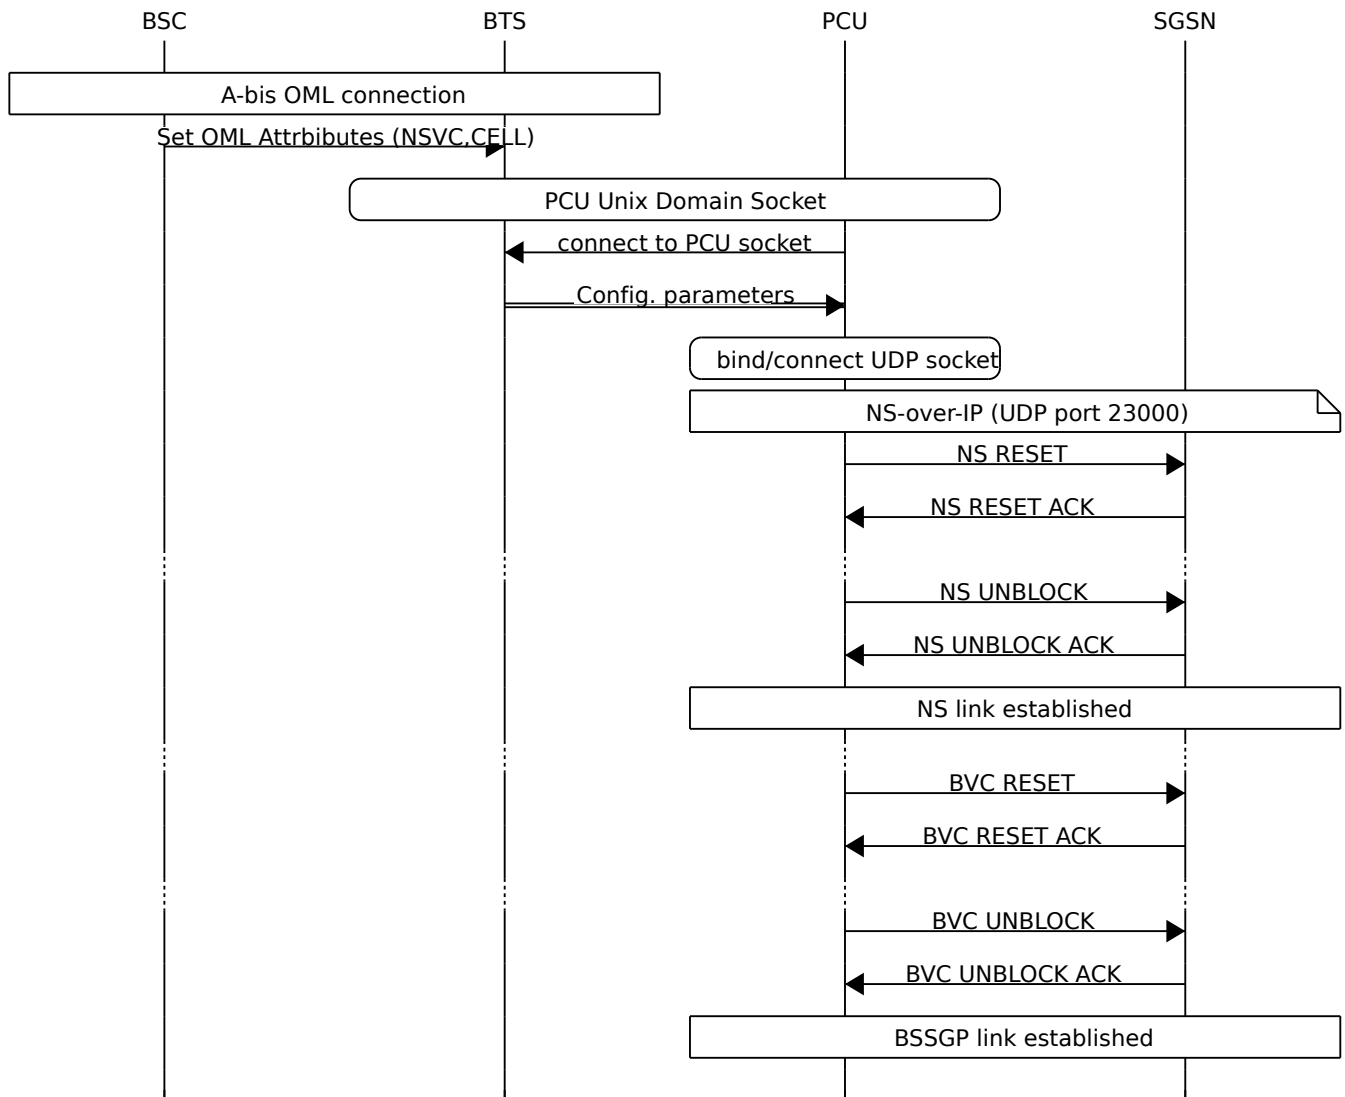 BSC BTS PCU SGSN
A-bis OML connection
Set OML Attrbibutes (NSVC,CELL)
PCU Unix Domain Socket
connect to PCU socket
Config. parameters
bind/connect UDP socket
NS-over-IP (UDP port 23000)
NS RESET
NS RESET ACK
NS UNBLOCK
NS UNBLOCK ACK
NS link established
BVC RESET
BVC RESET ACK
BVC UNBLOCK
BVC UNBLOCK ACK
BSSGP link established